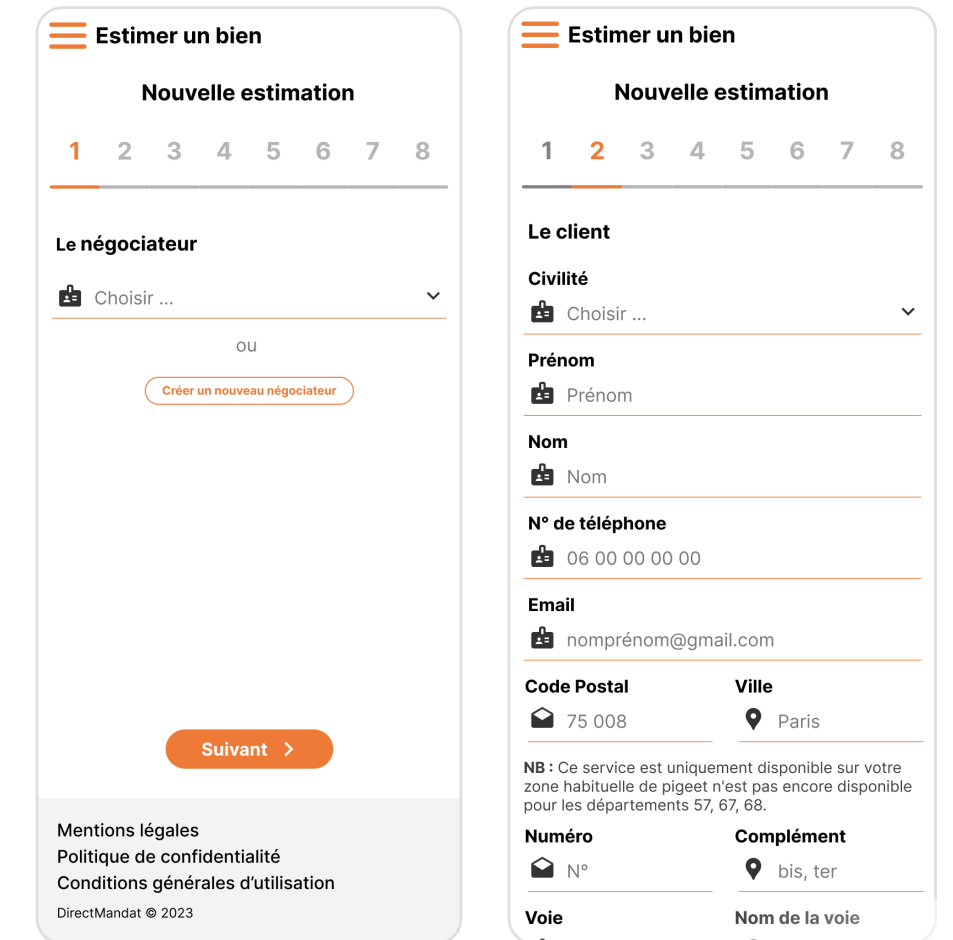 Estimer un bien
Nouvelle estimation
1 2 3 4 5 6 7 8
Le négociateur
Choisir ...
ou
Créer un nouveau négociateur
Suivant
Mentions légales
Politique de confidentialité
Conditions générales d’utilisation
DirectMandat © 2023
Estimer un bien
Nouvelle estimation
1 2 3 4 5 6 7 8
Le client
Civilité
Choisir ...
Prénom
Prénom
Nom
Nom
N° de téléphone
06 00 00 00 00
Email
nomprénom@gmail.com
Code Postal Ville
75 008 Paris
NB : Ce service est uniquement disponible sur votre
zone habituelle de pigeet n'est pas encore disponible
pour les départements 57, 67, 68.
Numéro Complément
N° bis, ter
Voie Nom de la voie